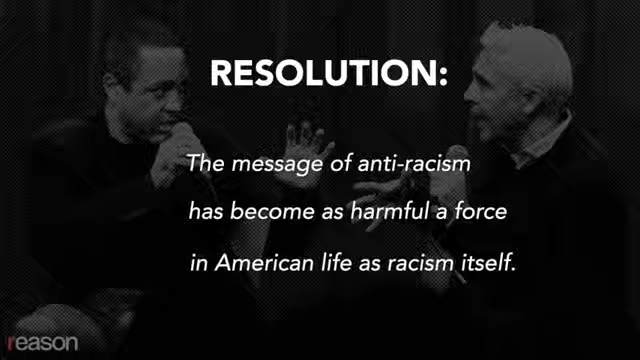 RESOLUTION:
The message of anti-racism
has become as harmful a force
in American life as racism itself.
reason